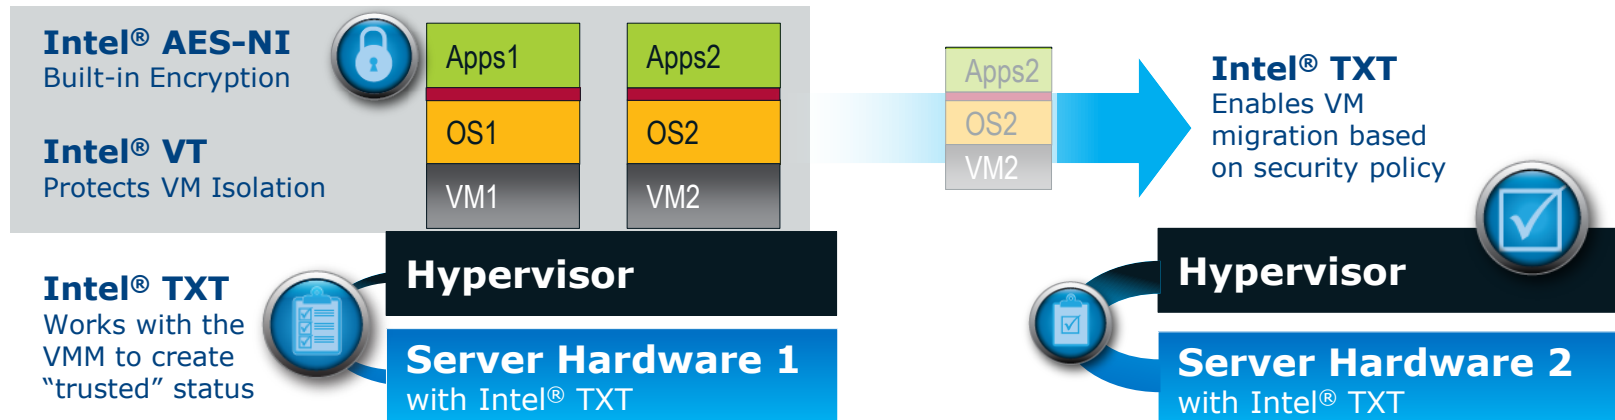 Intel® AES-NI
Built-in Encryption
Intel® VT
Protects VM Isolation
Apps1
OS1
VM1
Apps2
OS2
VM2
Apps2
OS2
VM2
Intel® TXT
Enables VM
migration based
on security policy
Intel® TXT
Works with the
VMM to create
“trusted” status
Hypervisor
Server Hardware 1
with Intel® TXT
Hypervisor
Server Hardware 2
with Intel® TXT